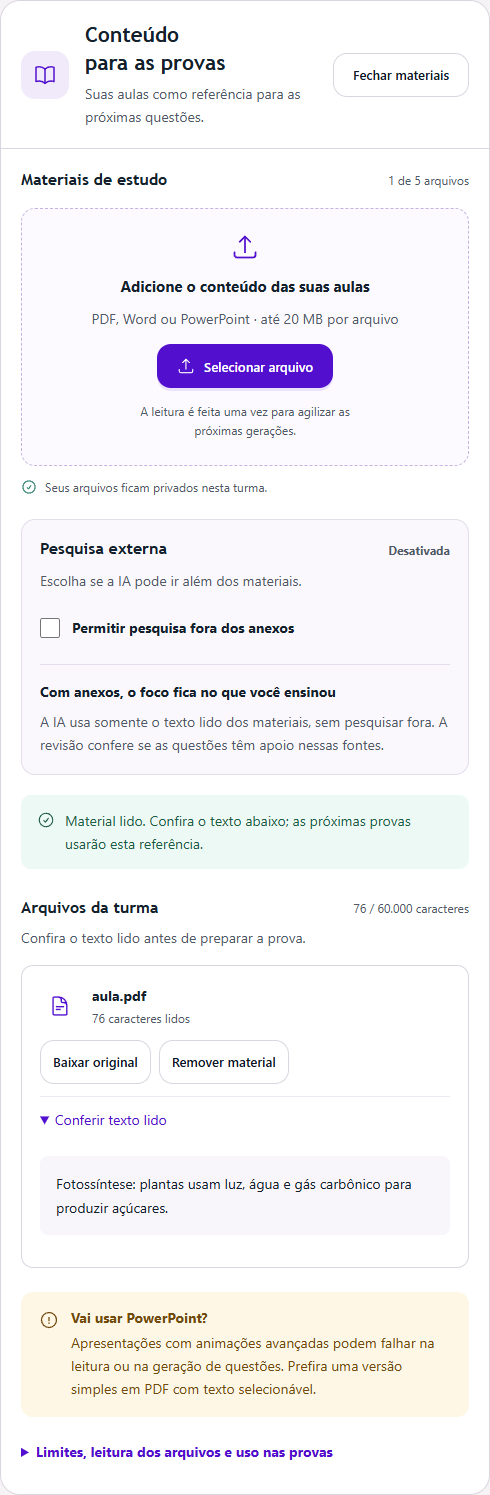 Conteúdo
para as provas
Suas aulas como referência para as
próximas questões.
Fechar materiais
Materiais de estudo
1 de 5 arquivos
Adicione o conteúdo das suas aulas
PDF, Word ou PowerPoint · até 20 MB por arquivo
Selecionar arquivo
A leitura é feita uma vez para agilizar as
próximas gerações.
Seus arquivos ficam privados nesta turma.
Pesquisa externa
Desativada
Escolha se a IA pode ir além dos materiais.
Permitir pesquisa fora dos anexos
Com anexos, o foco fica no que você ensinou
A IA usa somente o texto lido dos materiais, sem pesquisar fora. A
revisão confere se as questões têm apoio nessas fontes.
Material lido. Confira o texto abaixo; as próximas provas
usarão esta referência.
Arquivos da turma
76 / 60.000 caracteres
Confira o texto lido antes de preparar a prova.
aula.pdf
76 caracteres lidos
Baixar original
Remover material
Conferir texto lido
Fotossíntese: plantas usam luz, água e gás carbônico para
produzir açúcares.
Vai usar PowerPoint?
Apresentações com animações avançadas podem falhar na
leitura ou na geração de questões. Prefira uma versão
simples em PDF com texto selecionável.
Limites, leitura dos arquivos e uso nas provas